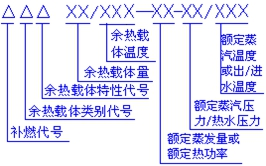 △△△ XX/XXX—XX-XX/XXX
余热载
体温度
余热载体量
余热载体特性代号
余热载体类别代号
补燃代号
额定蒸
汽温度
或出/进
水温度
额定蒸汽压
力/热水压力
额定蒸发量或
额定热功率